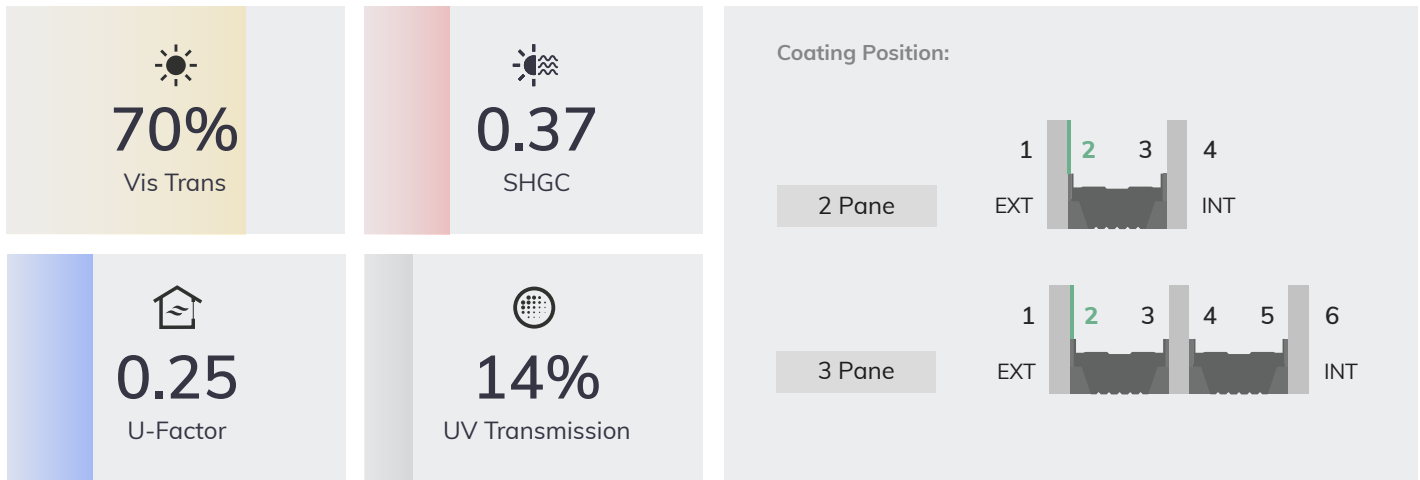 70%
Vis Trans
0.37
SHGC
0.25
U-Factor
14%
UV Transmission
Coating Position:
1 2 3 4
2 Pane EXT INT
1 2 3 4 5 6
3 Pane EXT INT